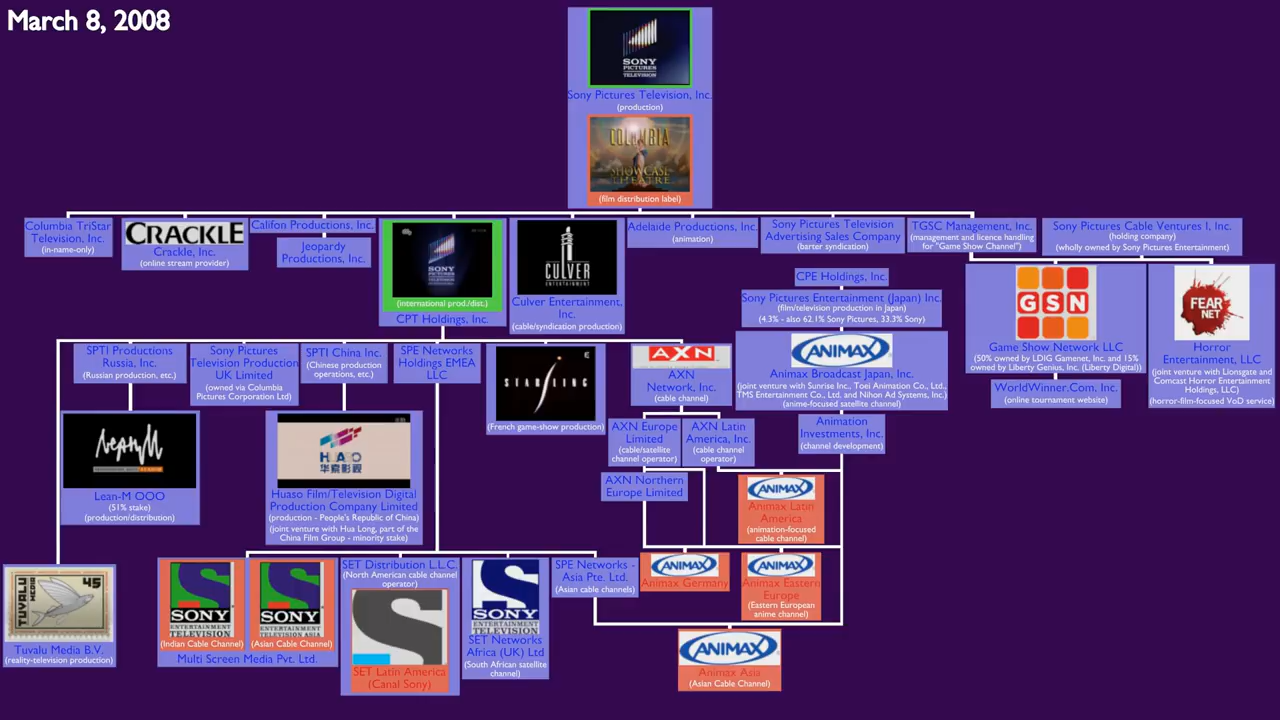 March 8, 2008
SONY
PICTURES
TELEVISION
Sony Pictures Television, Inc.
(production)
COLUMBIA
SHOWCASE
THEATRE
(film distribution label)
Columbia TriStar
Television, Inc.
(in-name-only)
CRACKLE
Crackle, Inc.
(online stream provider)
Califon Productions, Inc.
Jeopardy
Productions, Inc.
SONY
PICTURES
TELEVISION
(international prod./dist.)
CPT Holdings, Inc.
CULVER
ENTERTAINMENT
Culver Entertainment,
Inc.
(cable/syndication production)
Adelaide Productions, Inc.
(animation)
Sony Pictures Television
Advertising Sales Company
(barter syndication)
TGSC Management, Inc.
(management and licence handling
for "Game Show Channel")
Sony Pictures Cable Ventures I, Inc.
(holding company)
(wholly owned by Sony Pictures Entertainment)
CPE Holdings, Inc.
Sony Pictures Entertainment (Japan) Inc.
(film/television production in Japan)
(4.3% - also 62.1% Sony Pictures, 33.3% Sony)
ANIMAX
Animax Broadcast Japan, Inc.
(joint venture with Sunrise Inc., Toei Animation Co., Ltd.,
TMS Entertainment Co., Ltd. and Nihon Ad Systems, Inc.)
(anime-focused satellite channel)
Animation
Investments, Inc.
(channel development)
GSN
Game Show Network LLC
(50% owned by LDIG Gamenet, Inc. and 15%
owned by Liberty Genius, Inc. (Liberty Digital))
WorldWinner.Com, Inc.
(online tournament website)
FEAR
NET
Horror
Entertainment, LLC
(joint venture with Lionsgate and
Comcast Horror Entertainment
Holdings, LLC)
(horror-film-focused VoD service)
SPTI Productions
Russia, Inc.
(Russian production, etc.)
Sony Pictures
Television Production
UK Limited
(owned via Columbia
Pictures Corporation Ltd)
SPTI China Inc.
(Chinese production
operations, etc.)
SPE Networks
Holdings EMEA
LLC
STARLING
(French game-show production)
AXN
AXN
Network, Inc.
(cable channel)
AXN Europe
Limited
(cable/satellite
channel operator)
AXN Latin
America, Inc.
(cable channel
operator)
AXN Northern
Europe Limited
ANIMAX
Animax Latin
America
(animation-focused
cable channel)
Lean-M OOO
(51% stake)
(production/distribution)
HUASO
华索影视
Huaso Film/Television Digital
Production Company Limited
(production - People's Republic of China)
(joint venture with Hua Long, part of the
China Film Group - minority stake)
TUVALU
MEDIA
45
Tuvalu Media B.V.
(reality-television production)
SONY
ENTERTAINMENT
TELEVISION
(Indian Cable Channel)
SONY
ENTERTAINMENT
TELEVISION ASIA
(Asian Cable Channel)
Multi Screen Media Pvt. Ltd.
SET Distribution L.L.C.
(North American cable channel
operator)
SET Latin America
(Canal Sony)
SONY
ENTERTAINMENT
TELEVISION
SET Networks
Africa (UK) Ltd
(South African satellite
channel)
SPE Networks -
Asia Pte. Ltd.
(Asian cable channels)
ANIMAX
Animax Germany
ANIMAX
Animax Eastern
Europe
(Eastern European
anime channel)
ANIMAX
Animax Asia
(Asian Cable Channel)